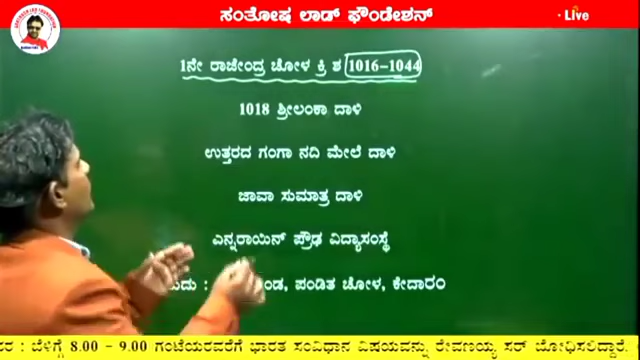 ಸಂತೋಷ ಲಾಡ್ ಫೌಂಡೇಶನ್
Live
1ನೇ ರಾಜೇಂದ್ರ ಚೋಳ ಕ್ರಿ ಶ 1016-1044
1018 ಶ್ರೀಲಂಕಾ ದಾಳಿ
ಉತ್ತರದ ಗಂಗಾ ನದಿ ಮೇಲೆ ದಾಳಿ
ಜಾವಾ ಸುಮಾತ್ರ ದಾಳಿ
ಎನ್ನರಾಯಿನ್ ಪ್ರೌಢ ವಿದ್ಯಾಸಂಸ್ಥೆ
ಪಂಡಿತ ಚೋಳ, ಕೇದಾರಂ
ಬೆಳಿಗ್ಗೆ 8.00 - 9.00 ಗಂಟೆಯರವರೆಗೆ ಭಾರತ ಸಂವಿಧಾನ ವಿಷಯವನ್ನು ರೇವಣಯ್ಯ ಸರ್ ಬೋಧಿಸಲಿದ್ದಾರೆ.